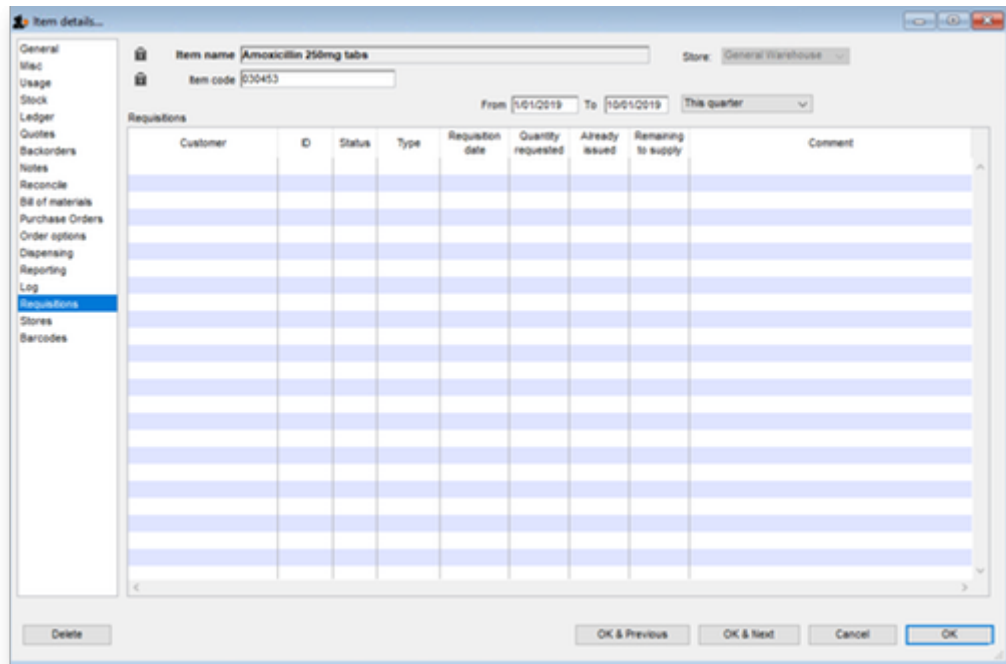 Item details...
General
Misc
Usage
Stock
Ledger
Quotes
Backorders
Notes
Reconcile
Bill of materials
Purchase Orders
Order options
Dispensing
Reporting
Log
Requisitions
Stores
Barcodes
Item name Amoxicillin 250mg tabs Store: General Warehouse
Item code 030453
From 1/01/2019 To 10/01/2019 This quarter
Requisitions
Customer ID Status Type Requisition date Quantity requested Already issued Remaining to supply Comment
Delete OK & Previous OK & Next Cancel OK